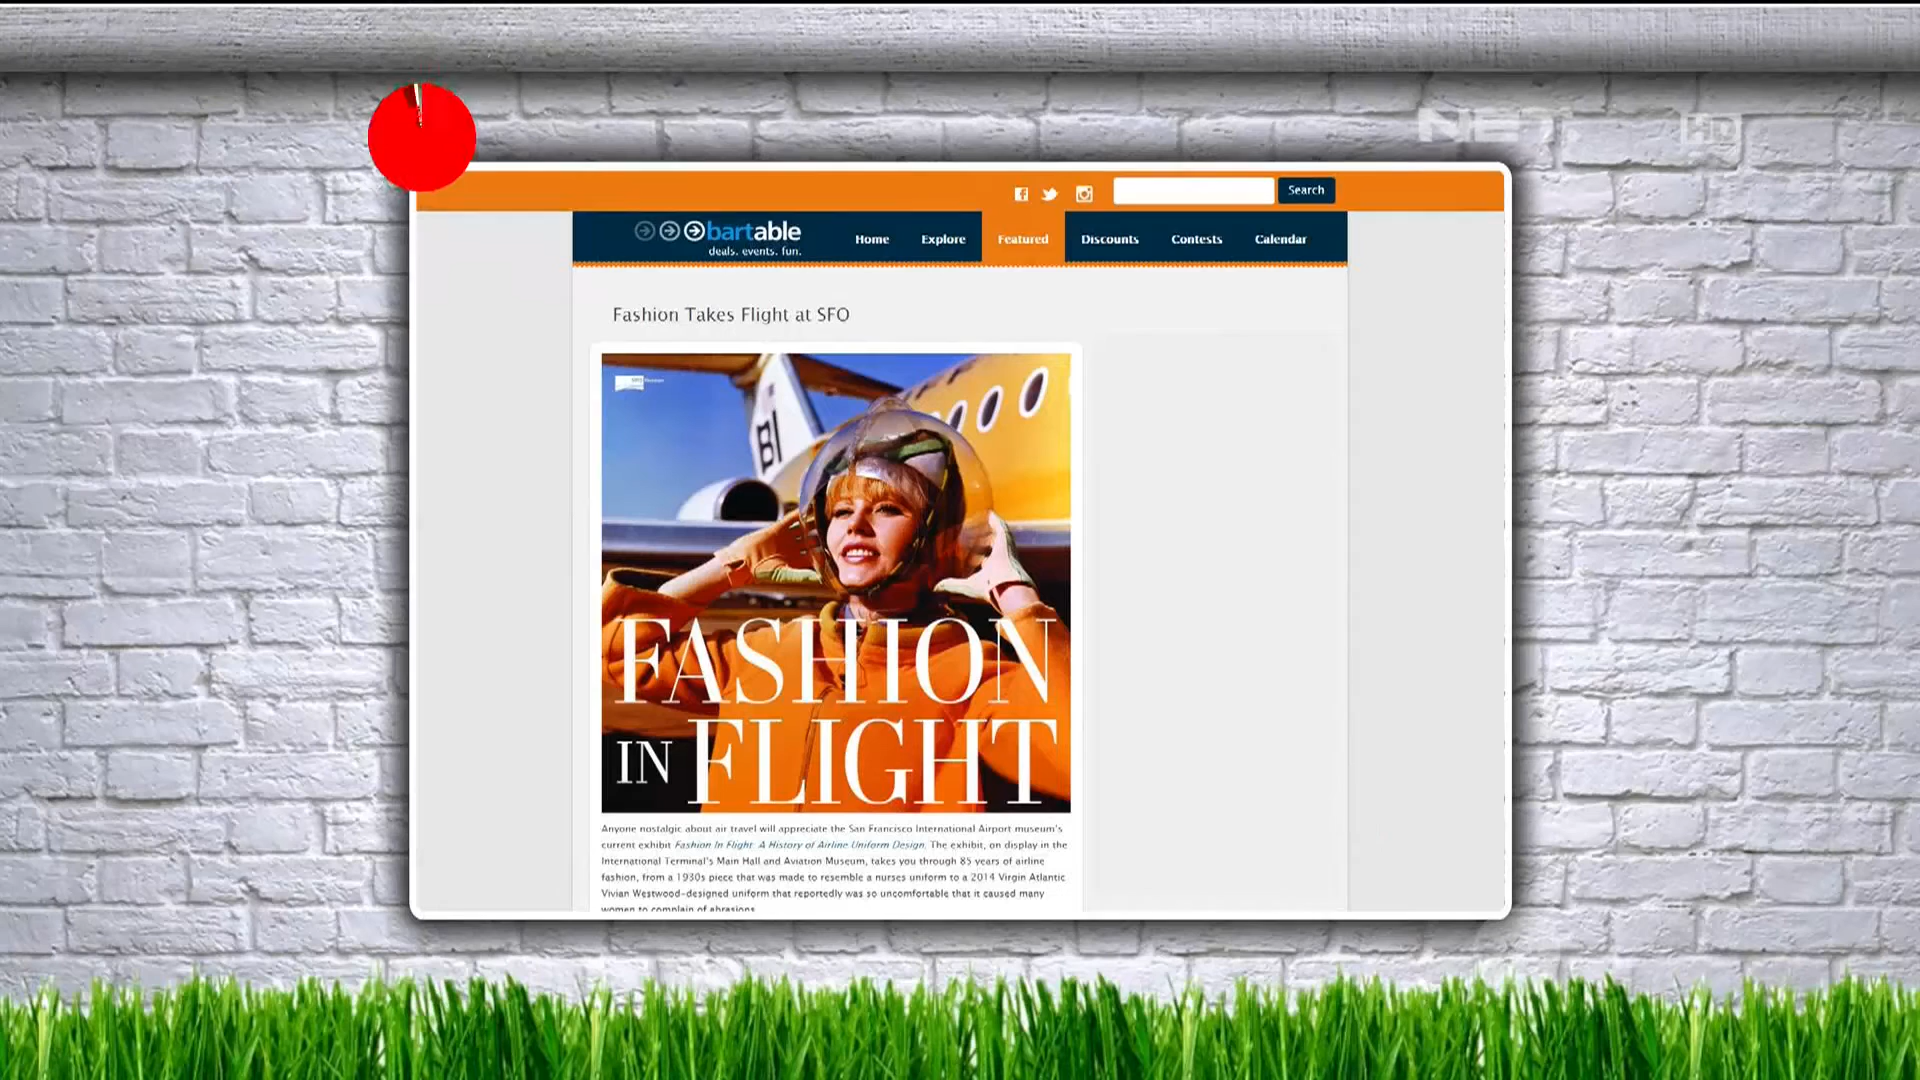 NET.
HD
Search
bartable
deals. events. fun.
Home Explore Featured Discounts Contests Calendar
Fashion Takes Flight at SFO
BI
FASHION
IN FLIGHT
Anyone nostalgic about air travel will appreciate the San Francisco International Airport museum's
current exhibit Fashion In Flight: A History of Airline Uniform Design. The exhibit, on display in the
International Terminal's Main Hall and Aviation Museum, takes you through 85 years of airline
fashion, from a 1930s piece that was made to resemble a nurses uniform to a 2014 Virgin Atlantic
Vivian Westwood-designed uniform that reportedly was so uncomfortable that it caused many
women to complain of abrasions.